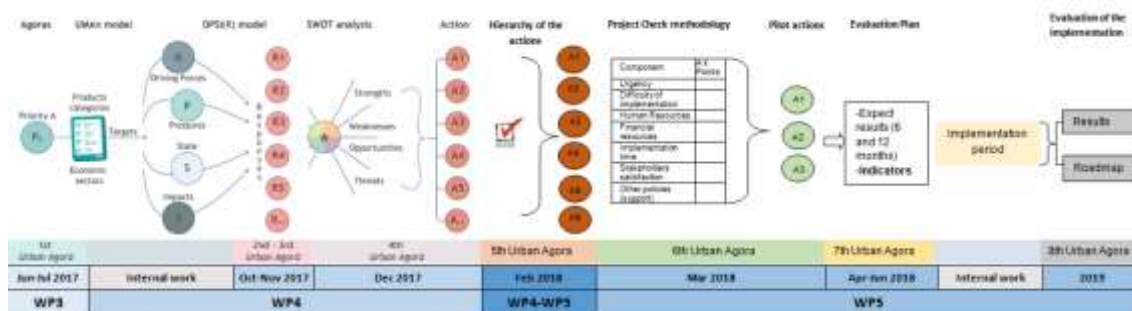 Agoras
UMAn model
DPSI(R) model
SWOT analysis
Action
Hierarchy of the
actions
Project Check methodology
Pilot actions
Evaluation/Plan
Evaluation of the
implementation
Driving Forces
Products
categories
Priority A
Targets
Pressures
P
State
S
Economic
sectors
Impacts
R1
R2
R3
R4
R5
Strengths
Weaknesses
Opportunities
Threats
A1
A2
A3
A4
A5
Component
Points
Urgency
Difficulty of
implementation
Human Resources
Financial
resources
Implementation
time
Stakeholders
satisfaction
Other policies
(support)
A1
A2
A3
-Expect
results (6
and 12
months)
-Indicators
Implementation
period
Results
Roadmap
1st
Urban Agora
2nd - 3rd
Urban Agora
4th
Urban Agora
5th Urban Agora
6th Urban Agora
7th Urban Agora
8th Urban Agora
Jun-Jul 2017
Internal work
Oct-Nov 2017
Dec 2017
Feb 2018
Mar 2018
Apr-Jun 2018
Internal work
2019
WP3
WP4
WP4-WP5
WP5